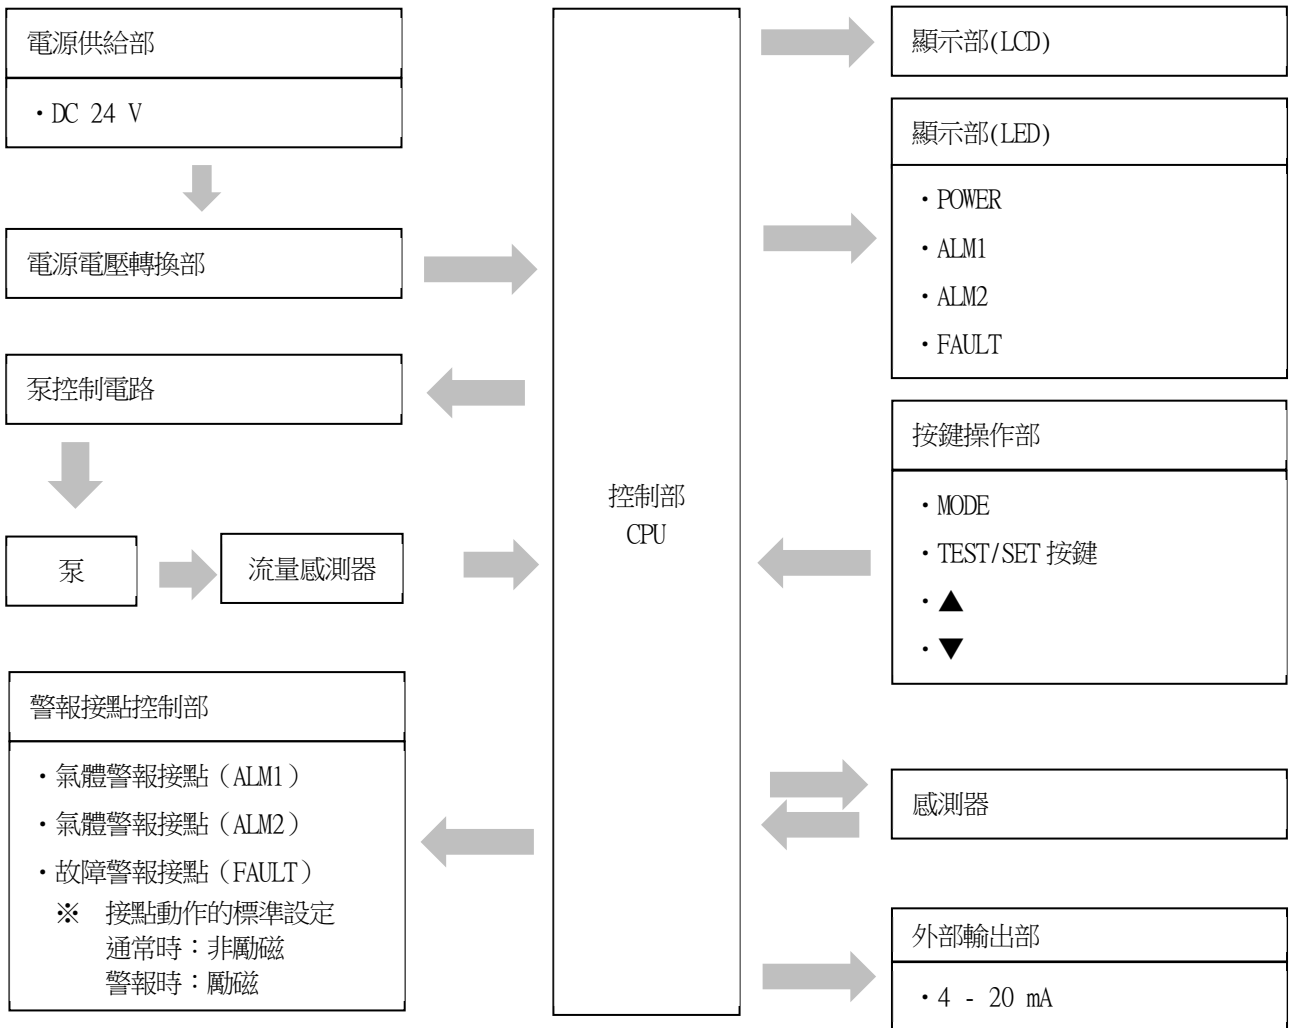 電源供給部
・DC 24 V
電源電壓轉換部
泵控制電路
泵
流量感測器
警報接點控制部
・氣體警報接點（ALM1）
・氣體警報接點（ALM2）
・故障警報接點（FAULT）
※ 接點動作的標準設定
通常時：非勵磁
警報時：勵磁
控制部
CPU
顯示部(LCD)
顯示部(LED)
・POWER
・ALM1
・ALM2
・FAULT
按鍵操作部
・MODE
・TEST/SET 按鍵
・▲
・▼
感測器
外部輸出部
・4 - 20 mA